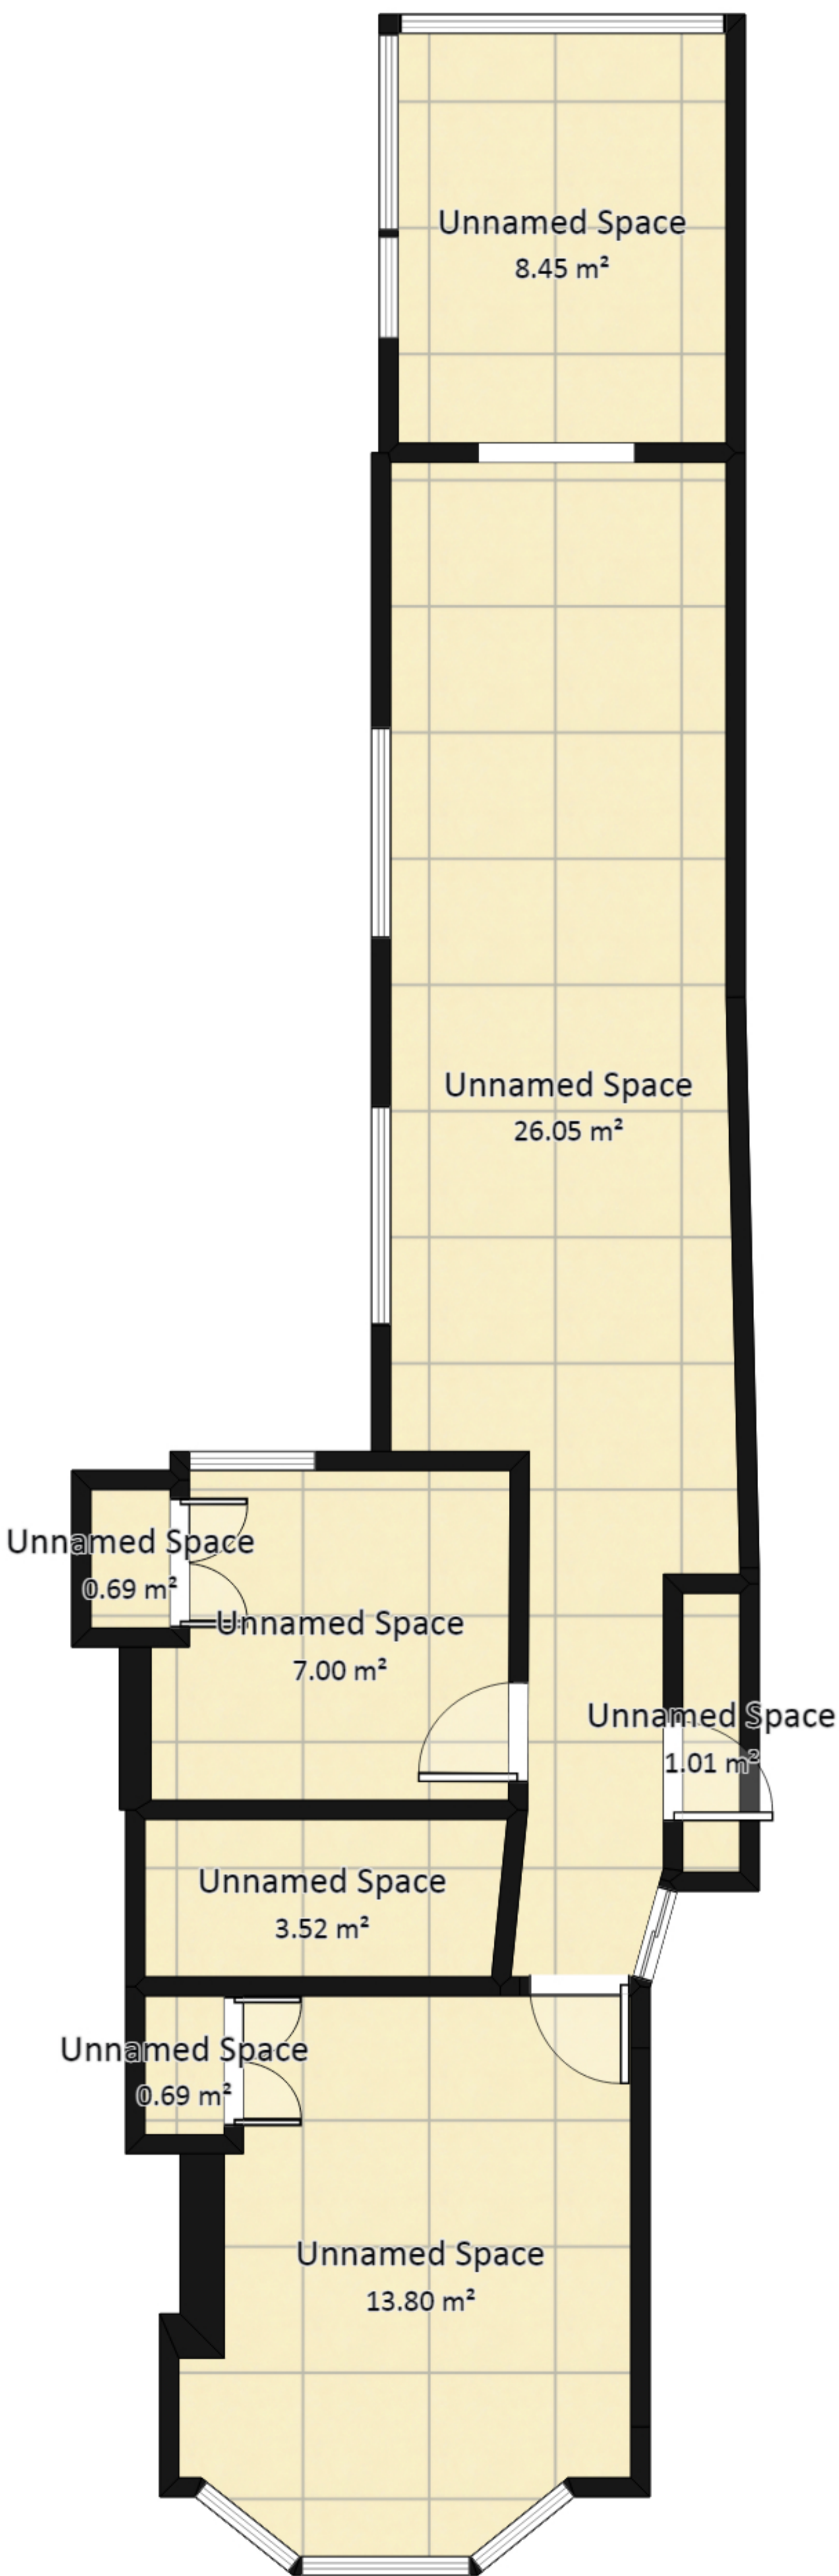 Unnamed Space
8.45 m²
Unnamed Space
26.05 m²
Unnamed Space
0.69 m²
Unnamed Space
7.00 m²
Unnamed Space
1.01 m²
Unnamed Space
3.52 m²
Unnamed Space
0.69 m²
Unnamed Space
13.80 m²